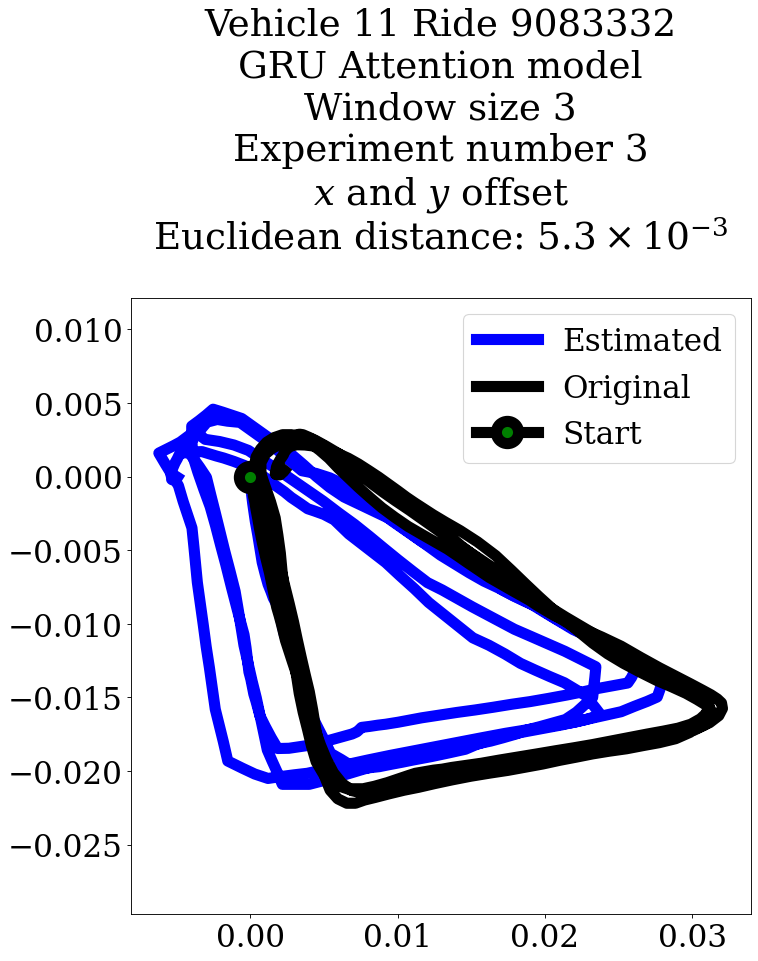 Vehicle 11 Ride 9083332
GRU Attention model
Window size 3
Experiment number 3
x and y offset
Euclidean distance: 5.3 × 10⁻³
Estimated
Original
Start
0.010
0.005
0.000
−0.005
−0.010
−0.015
−0.020
−0.025
0.00 0.01 0.02 0.03